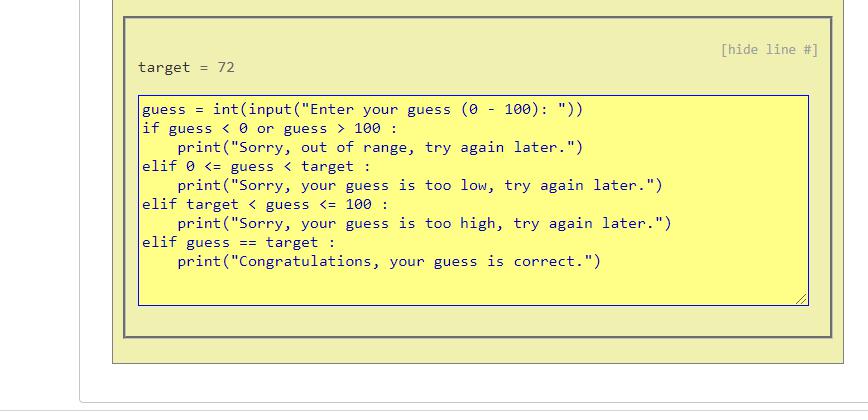 [hide line #]
target = 72
guess = int(input("Enter your guess (0 - 100): "))
if guess < 0 or guess > 100 :
    print("Sorry, out of range, try again later.")
elif 0 <= guess < target :
    print("Sorry, your guess is too low, try again later.")
elif target < guess <= 100 :
    print("Sorry, your guess is too high, try again later.")
elif guess == target :
    print("Congratulations, your guess is correct.")